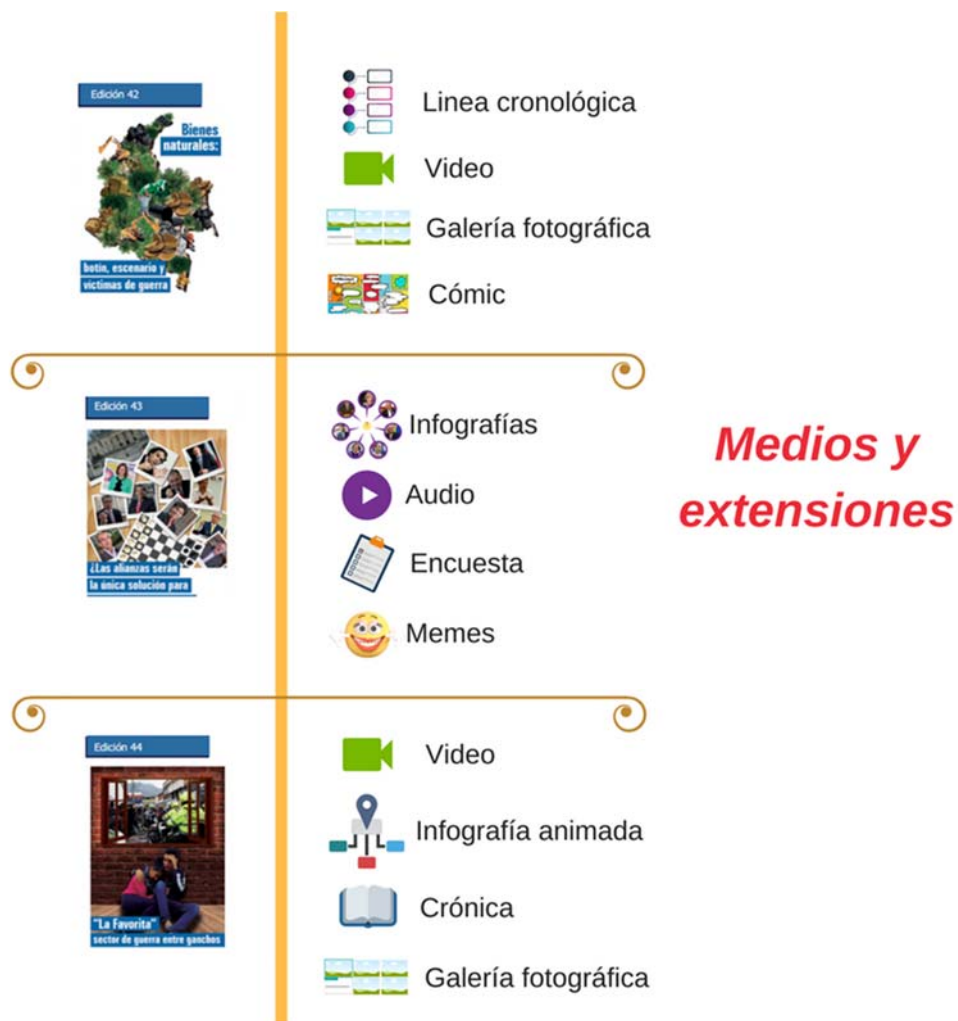 Edición 42
Bienes
naturales:
botín, escenario y
víctimas de guerra
Linea cronológica
Video
Galería fotográfica
Cómic
Edición 43
¿Las alianzas serán
la única solución para
Infografías
Audio
Encuesta
Memes
Medios y
extensiones
Edición 44
"La Favorita"
sector de guerra entre ganchos
Video
Infografía animada
Crónica
Galería fotográfica